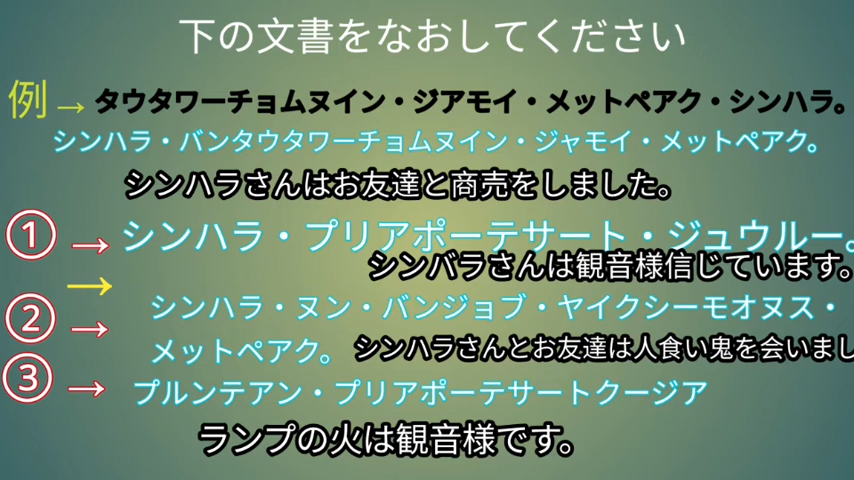 下の文書をなおしてください
例→ タウタワーチョムヌイン・ジアモイ・メットペアク・シンハラ。
シンハラ・バンタウタワーチョムヌイン・ジャモイ・メットペアク。
シンハラさんはお友達と商売をしました。
①→ シンハラ・プリアポーテサート・ジュウルー。
シンバラさんは観音様信じています。
→
②→ シンハラ・ヌン・バンジョブ・ヤイクシーモオヌス・
メットペアク。 シンハラさんとお友達は人食い鬼を会いまし
③→ プルンテアン・プリアポーテサートクージア
ランプの火は観音様です。